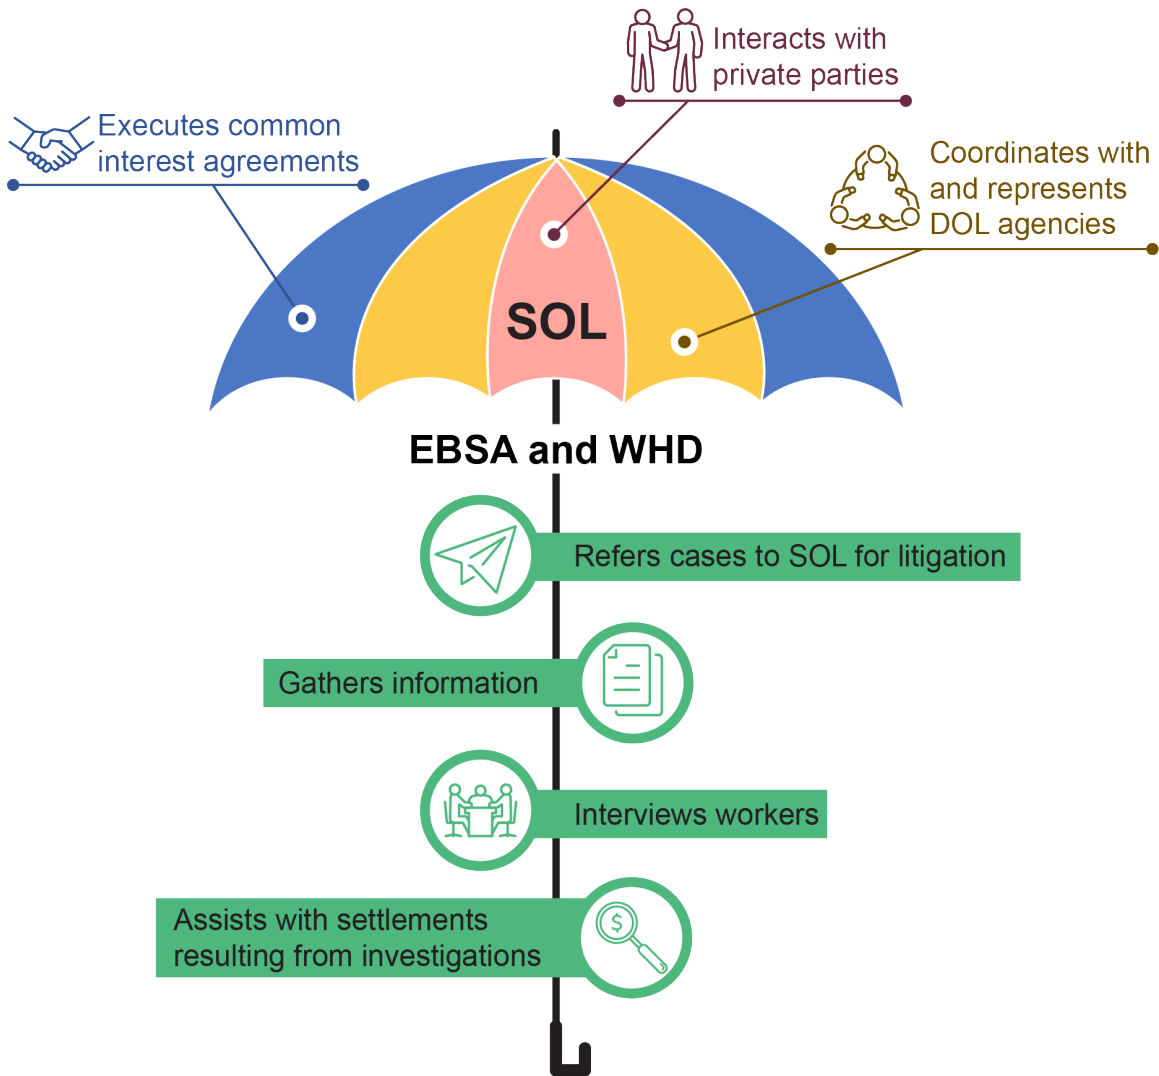 Interacts with
private parties
Executes common
interest agreements
Coordinates with
and represents
DOL agencies
SOL
EBSA and WHD
Refers cases to SOL for litigation
Gathers information
Interviews workers
Assists with settlements
resulting from investigations
$